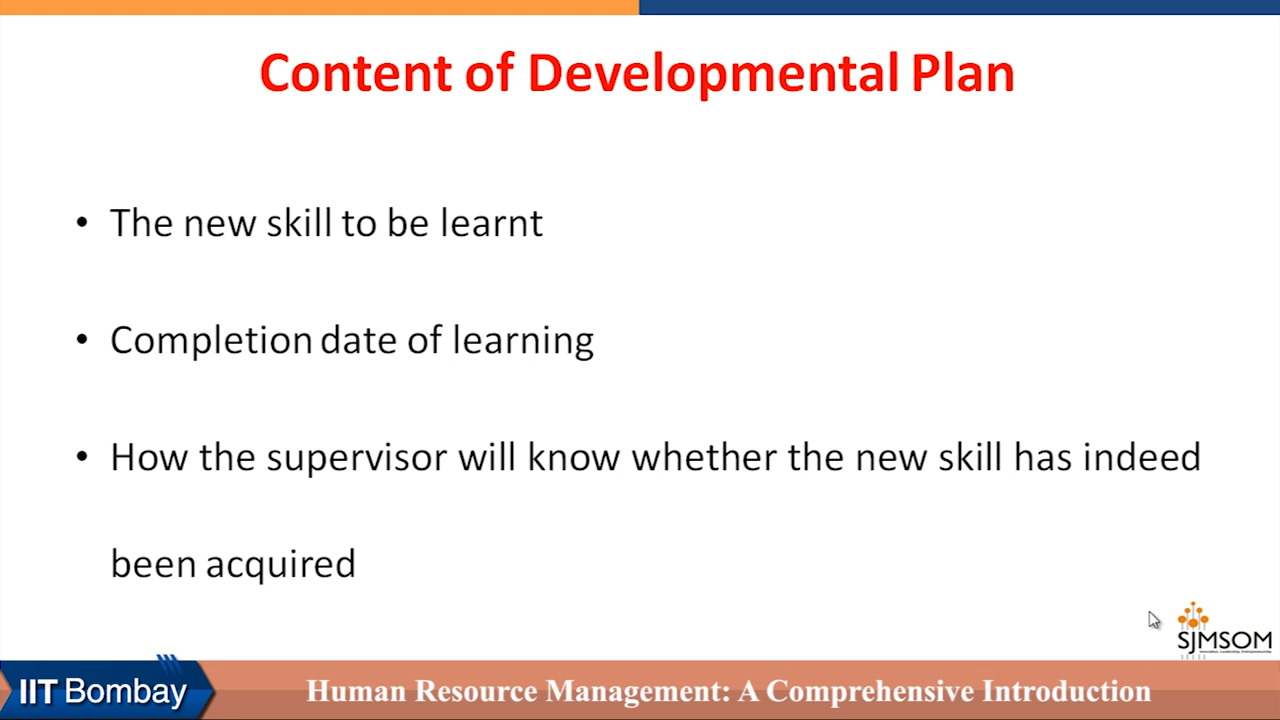 Content of Developmental Plan
• The new skill to be learnt
• Completion date of learning
• How the supervisor will know whether the new skill has indeed
been acquired
SJMSOM
IIT Bombay
Human Resource Management: A Comprehensive Introduction